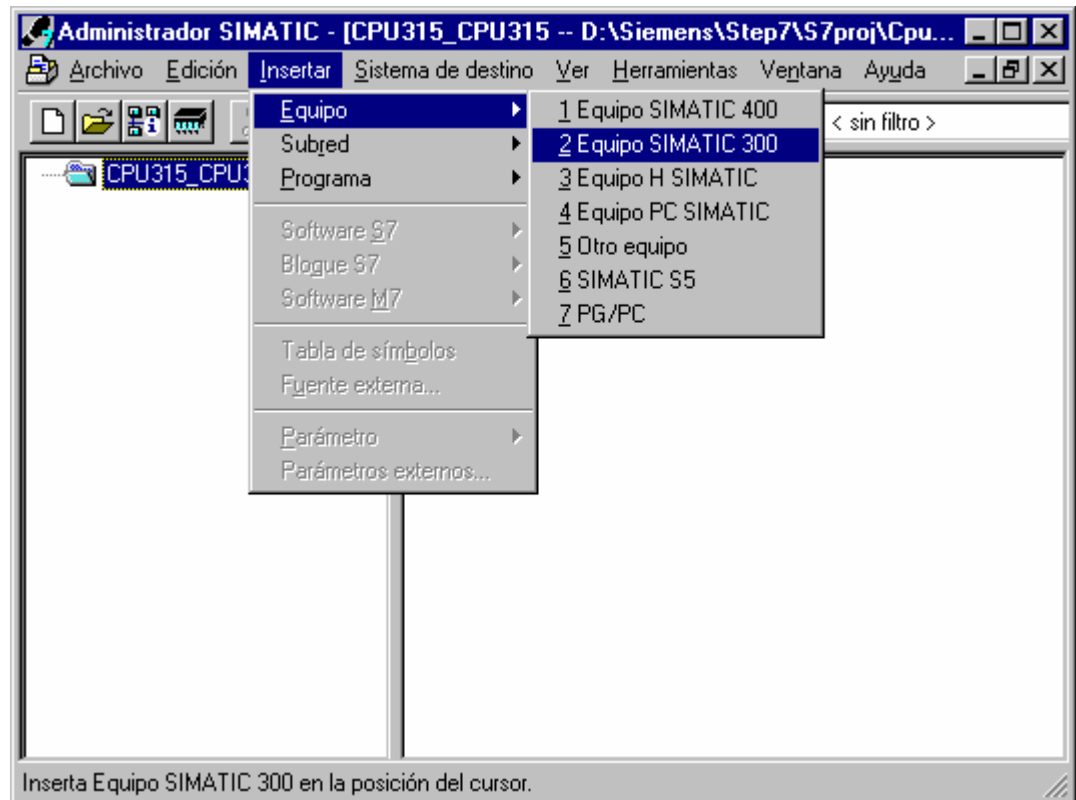 Administrador SIMATIC - [CPU315_CPU315 -- D:\Siemens\Step7\S7proj\Cpu...
Archivo Edición Insertar Sistema de destino Ver Herramientas Ventana Ayuda
< sin filtro >
CPU315_CPU3
Equipo
Subred
Programa
Software S7
Bloque S7
Software M7
Tabla de símbolos
Fuente externa...
Parámetro
Parámetros externos...
1 Equipo SIMATIC 400
2 Equipo SIMATIC 300
3 Equipo H SIMATIC
4 Equipo PC SIMATIC
5 Otro equipo
6 SIMATIC S5
7 PG/PC
Inserta Equipo SIMATIC 300 en la posición del cursor.